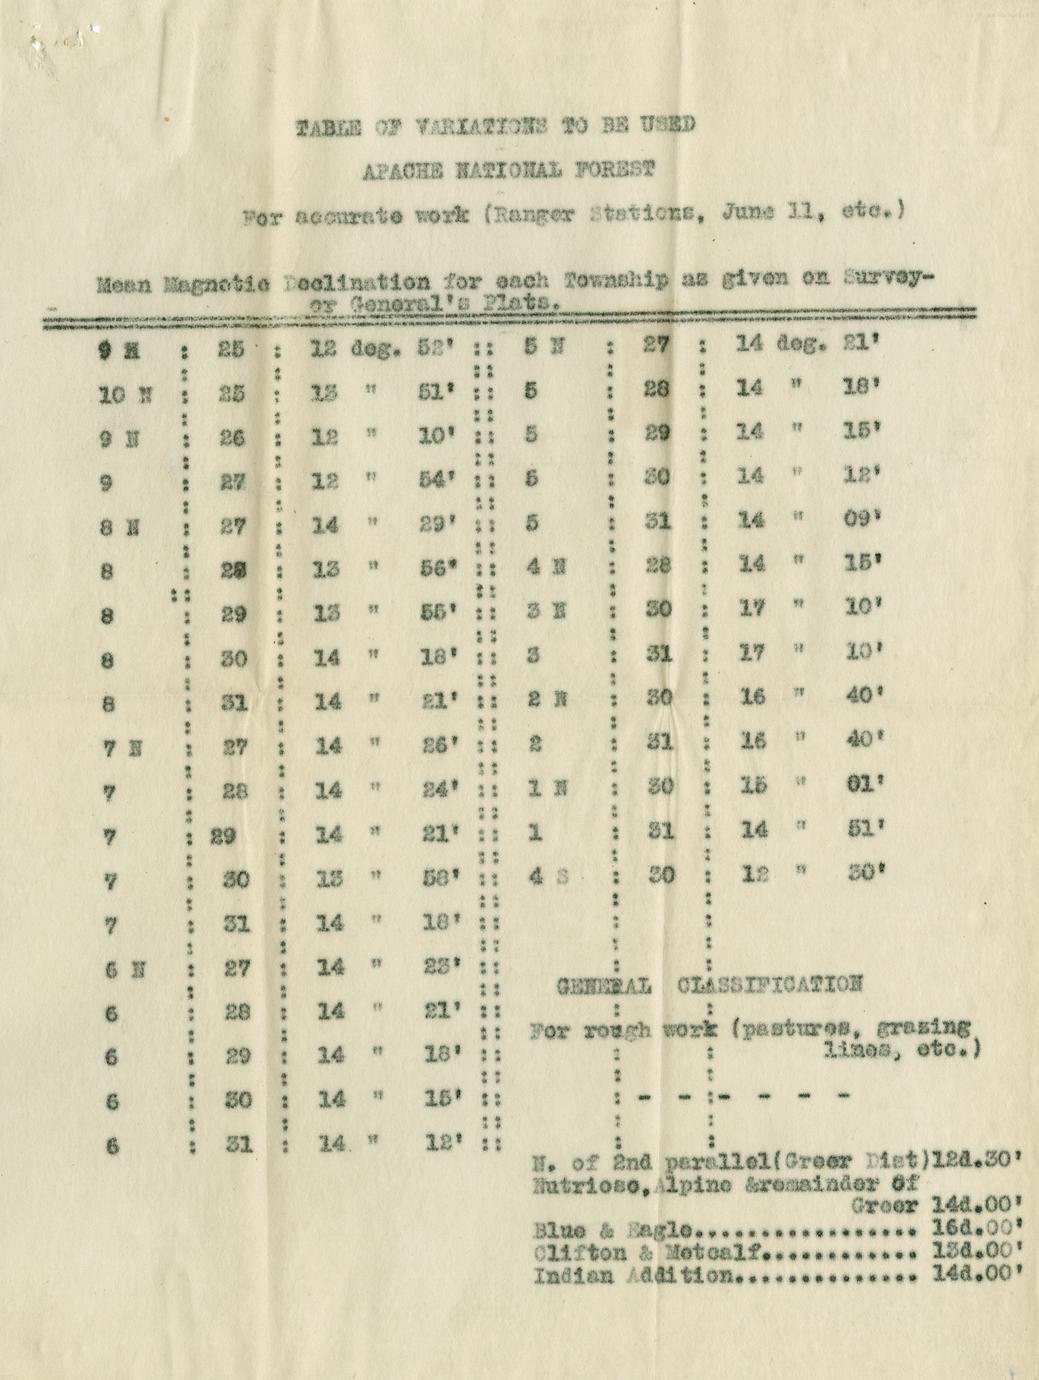 TABLE OF VARIATIONS TO BE USED
APACHE NATIONAL FOREST
For accurate work (Ranger Stations, June 11, etc.)
Mean Magnetic Declination for each Township as given on Survey-
or General's Plats.
9 N : 25 : 12 deg. 52' :: 5 N : 27 : 14 deg. 21'
10 N : 25 : 13 " 51' :: 5 : 28 : 14 " 18'
9 N : 26 : 12 " 10' :: 5 : 29 : 14 " 15'
9 : 27 : 12 " 54' :: 5 : 30 : 14 " 12'
8 N : 27 : 14 " 29' :: 5 : 31 : 14 " 09'
8 : 28 : 13 " 56' :: 4 N : 28 : 14 " 15'
8 : 29 : 13 " 55' :: 3 N : 30 : 17 " 10'
8 : 30 : 14 " 18' :: 3 : 31 : 17 " 10'
8 : 31 : 14 " 21' :: 2 N : 30 : 16 " 40'
7 N : 27 : 14 " 26' :: 2 : 31 : 16 " 40'
7 : 28 : 14 " 24' :: 1 N : 30 : 15 " 01'
7 : 29 : 14 " 21' :: 1 : 31 : 14 " 51'
7 : 30 : 13 " 58' :: 4 S : 30 : 12 " 30'
7 : 31 : 14 " 18' ::
6 N : 27 : 14 " 23' ::
6 : 28 : 14 " 21' ::
6 : 29 : 14 " 18' ::
6 : 30 : 14 " 15' ::
6 : 31 : 14 " 12' ::
GENERAL CLASSIFICATION
For rough work (pastures, grazing
lines, etc.)
- - - - - -
N. of 2nd parallel(Greer Dist)12d.30'
Nutrioso,Alpine &remainder of
Greer 14d.00'
Blue & Eagle................. 16d.00'
Clifton & Metcalf............ 13d.00'
Indian Addition.............. 14d.00'